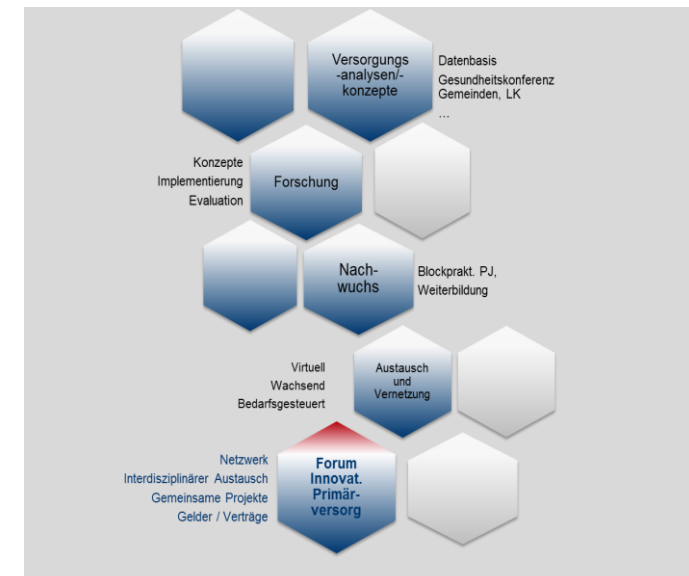 Versorgungs
-analysen/-
konzepte
Datenbasis
Gesundheitskonferenz
Gemeinden, LK
…
Konzepte
Implementierung
Evaluation
Forschung
Nach-
wuchs
Blockprakt. PJ,
Weiterbildung
Virtuell
Wachsend
Bedarfsgesteuert
Austausch
und
Vernetzung
Netzwerk
Interdisziplinärer Austausch
Gemeinsame Projekte
Gelder / Verträge
Forum
Innovat.
Primär-
versorg